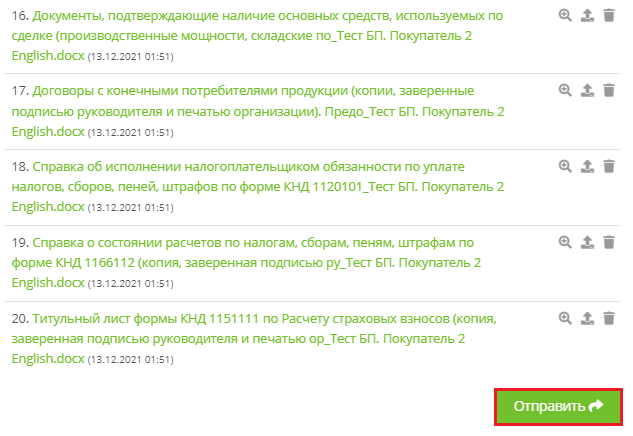 16. Документы, подтверждающие наличие основных средств, используемых по
сделке (производственные мощности, складские по_Тест БП. Покупатель 2
English.docx (13.12.2021 01:51)
17. Договоры с конечными потребителями продукции (копии, заверенные
подписью руководителя и печатью организации). Предо_Тест БП. Покупатель 2
English.docx (13.12.2021 01:51)
18. Справка об исполнении налогоплательщиком обязанности по уплате
налогов, сборов, пеней, штрафов по форме КНД 1120101_Тест БП. Покупатель 2
English.docx (13.12.2021 01:51)
19. Справка о состоянии расчетов по налогам, сборам, пеням, штрафам по
форме КНД 1166112 (копия, заверенная подписью ру_Тест БП. Покупатель 2
English.docx (13.12.2021 01:51)
20. Титульный лист формы КНД 1151111 по Расчету страховых взносов (копия,
заверенная подписью руководителя и печатью ор_Тест БП. Покупатель 2
English.docx (13.12.2021 01:51)
Отправить